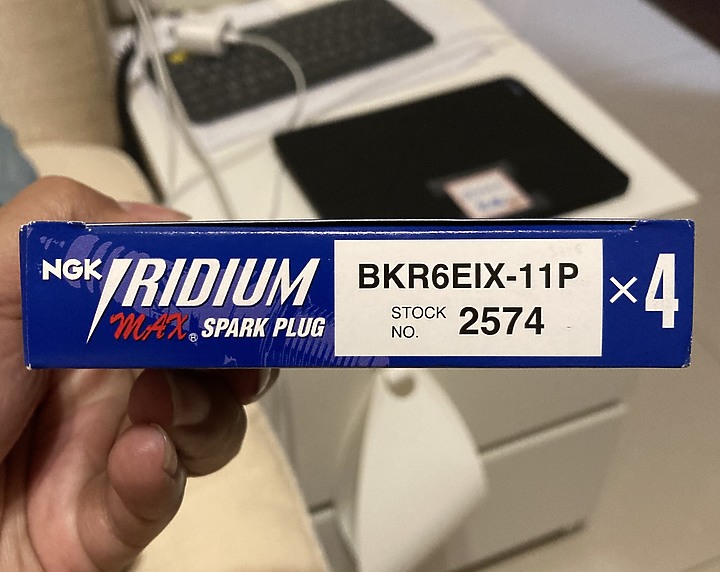 NGK IRIDIUM
MAX® SPARK PLUG
BKR6EIX-11P
STOCK NO. 2574
×4